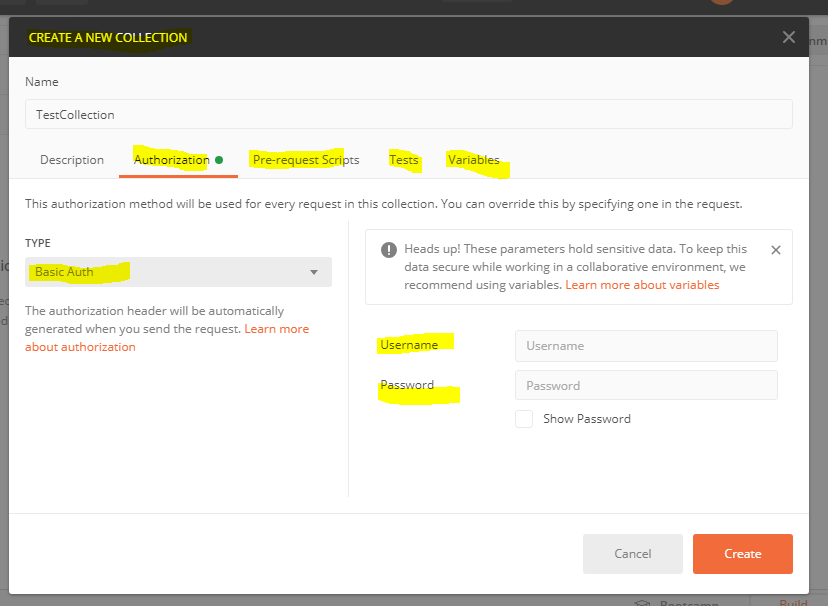 CREATE A NEW COLLECTION
Name
TestCollection
Description Authorization Pre-request Scripts Tests Variables
This authorization method will be used for every request in this collection. You can override this by specifying one in the request.
TYPE
Basic Auth
The authorization header will be automatically
generated when you send the request. Learn more
about authorization
Heads up! These parameters hold sensitive data. To keep this
data secure while working in a collaborative environment, we
recommend using variables. Learn more about variables
Username Username
Password Password
Show Password
Cancel Create
Bootcamp Build